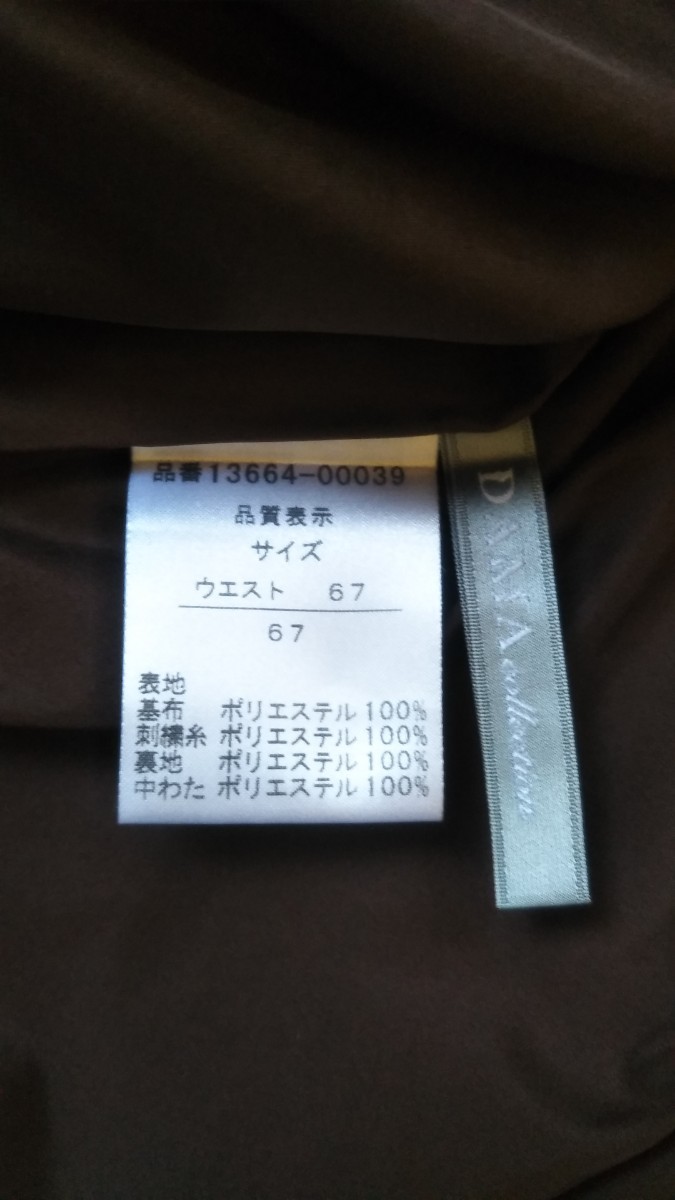 品番13664-00039
品質表示
サイズ
ウエスト 67
67
表地
基布 ポリエステル100%
刺繍糸 ポリエステル100%
裏地 ポリエステル100%
中わた ポリエステル100%
DAMA collection